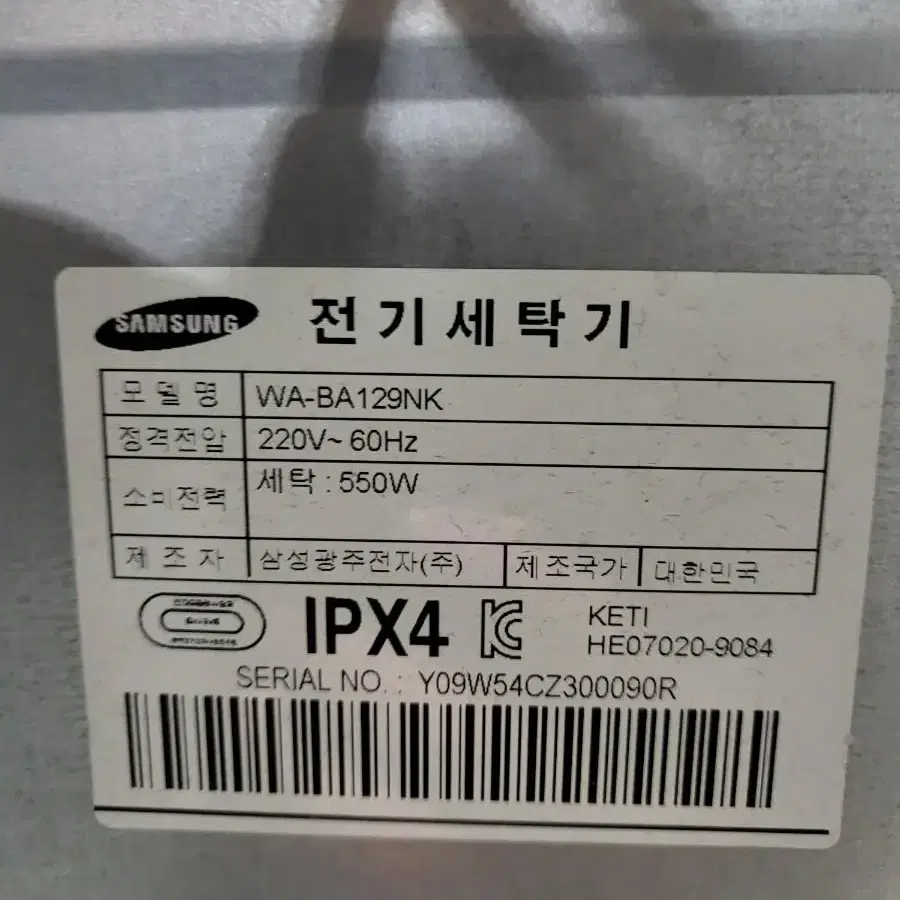 SAMSUNG 전기세탁기
모델명 WA-BA129NK
정격전압 220V~ 60Hz
소비전력 세탁 : 550W
제조자 삼성광주전자(주) 제조국가 대한민국
IPX4 KC KETI
HE07020-9084
SERIAL NO. : Y09W54CZ300090R